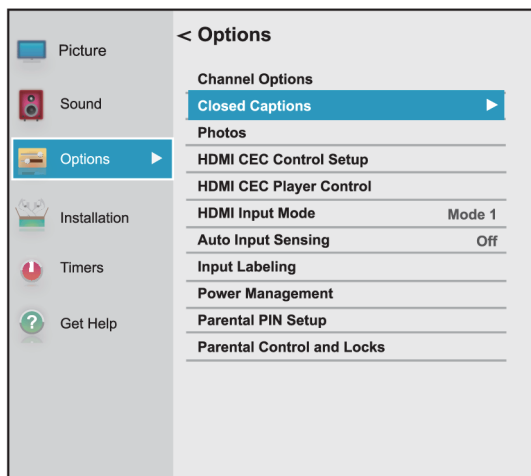 Picture
Sound
Options
Installation
Timers
Get Help
< Options
Channel Options
Closed Captions
Photos
HDMI CEC Control Setup
HDMI CEC Player Control
HDMI Input Mode Mode 1
Auto Input Sensing Off
Input Labeling
Power Management
Parental PIN Setup
Parental Control and Locks